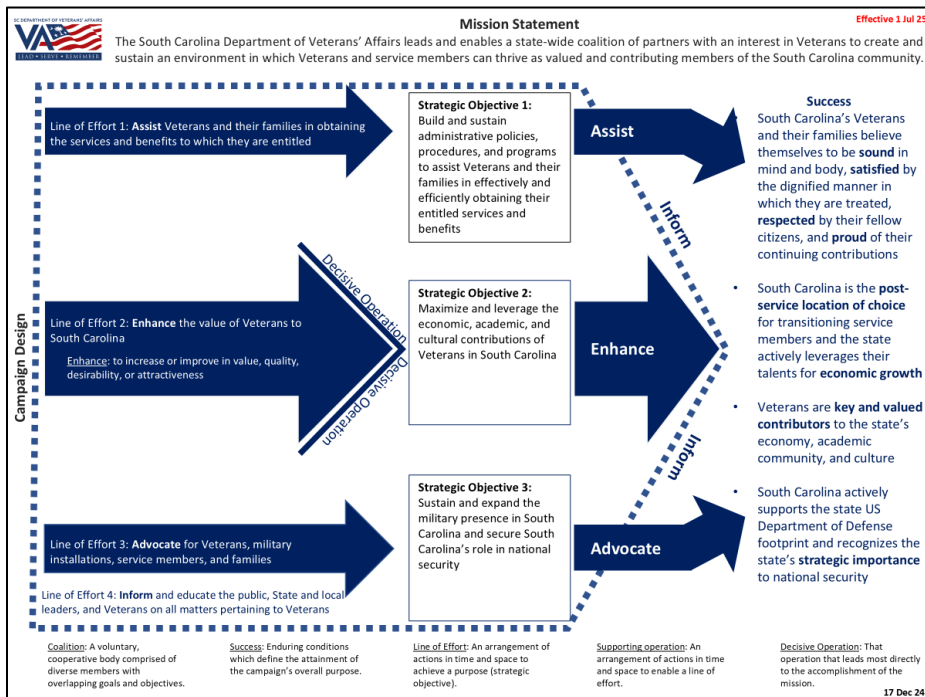 SC DEPARTMENT OF VETERANS' AFFAIRS
VA
LEAD • SERVE • REMEMBER
Mission Statement
Effective 1 Jul 25
The South Carolina Department of Veterans' Affairs leads and enables a state-wide coalition of partners with an interest in Veterans to create and
sustain an environment in which Veterans and service members can thrive as valued and contributing members of the South Carolina community.
Campaign Design
Line of Effort 1: Assist Veterans and their families in obtaining
the services and benefits to which they are entitled
Strategic Objective 1:
Build and sustain
administrative policies,
procedures, and programs
to assist Veterans and their
families in effectively and
efficiently obtaining their
entitled services and
benefits
Assist
Inform
Line of Effort 2: Enhance the value of Veterans to
South Carolina
Enhance: to increase or improve in value, quality,
desirability, or attractiveness
Decisive Operation
Decisive Operation
Strategic Objective 2:
Maximize and leverage the
economic, academic, and
cultural contributions of
Veterans in South Carolina
Enhance
Inform
Line of Effort 3: Advocate for Veterans, military
installations, service members, and families
Strategic Objective 3:
Sustain and expand the
military presence in South
Carolina and secure South
Carolina's role in national
security
Advocate
Line of Effort 4: Inform and educate the public, State and local
leaders, and Veterans on all matters pertaining to Veterans
Success
• South Carolina's Veterans
and their families believe
themselves to be sound in
mind and body, satisfied by
the dignified manner in
which they are treated,
respected by their fellow
citizens, and proud of their
continuing contributions
• South Carolina is the post-
service location of choice
for transitioning service
members and the state
actively leverages their
talents for economic growth
• Veterans are key and valued
contributors to the state's
economy, academic
community, and culture
• South Carolina actively
supports the state US
Department of Defense
footprint and recognizes the
state's strategic importance
to national security
Coalition: A voluntary,
cooperative body comprised of
diverse members with
overlapping goals and objectives.
Success: Enduring conditions
which define the attainment of
the campaign's overall purpose.
Line of Effort: An arrangement
of actions in time and space to
achieve a purpose (strategic
objective).
Supporting operation: An
arrangement of actions in
time and space to enable a line of
effort.
Decisive Operation: That
operation that leads most directly
to the accomplishment of the
mission.
17 Dec 24